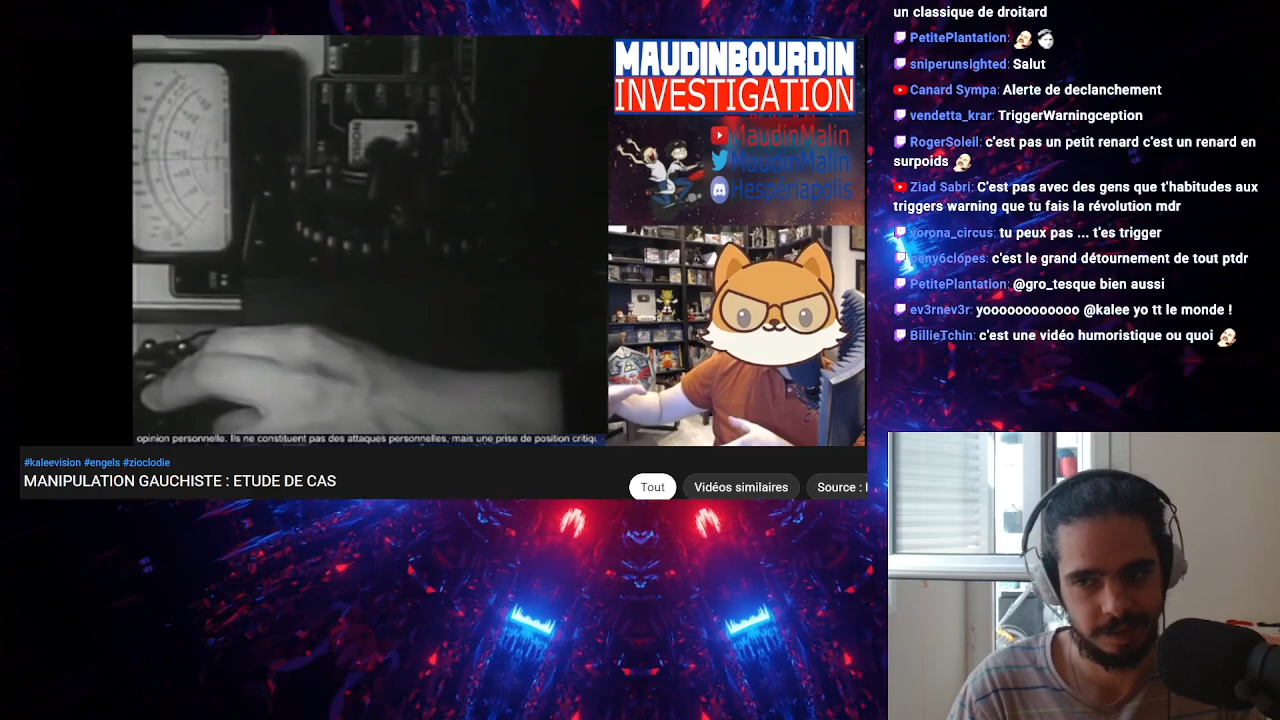 MAUDINBOURDIN
INVESTIGATION
MaudinMalin
MaudinMalin
Hespériapolis
opinion personnelle. Ils ne constituent pas des attaques personnelles, mais une prise de position critiqu
#kaleevision #engels #zioclodie
MANIPULATION GAUCHISTE : ETUDE DE CAS
Tout
Vidéos similaires
Source :
un classique de droitard
PetitePlantation:
sniperunsighted: Salut
Canard Sympa: Alerte de declanchement
vendetta_krar: TriggerWarningception
RogerSoleil: c'est pas un petit renard c'est un renard en
surpoids
Ziad Sabri: C'est pas avec des gens que t'habitudes aux
triggers warning que tu fais la révolution mdr
yorona_circus: tu peux pas ... t'es trigger
peny6clopes: c'est le grand détournement de tout ptdr
PetitePlantation: @gro_tesque bien aussi
ev3rnev3r: yoooooooooooo @kalee yo tt le monde !
BillieTchin: c'est une vidéo humoristique ou quoi